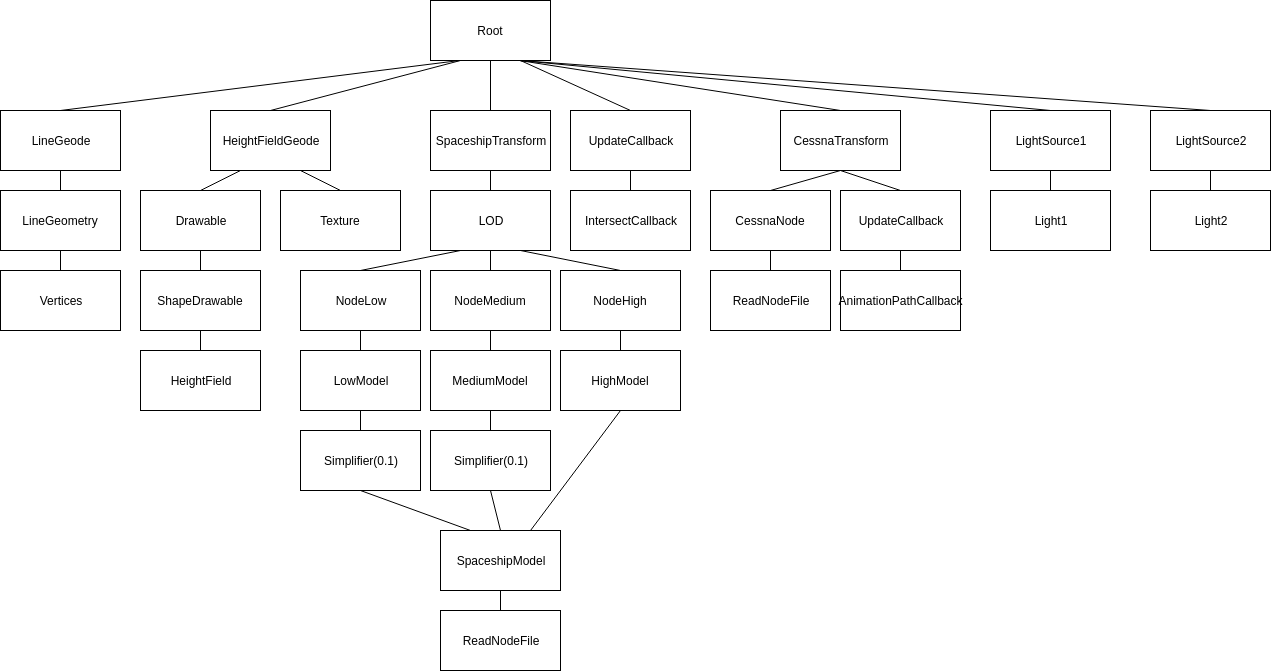 Root
LineGeode
HeightFieldGeode
SpaceshipTransform
UpdateCallback
CessnaTransform
LightSource1
LightSource2
LineGeometry
Drawable
Texture
LOD
IntersectCallback
CessnaNode
UpdateCallback
Light1
Light2
Vertices
ShapeDrawable
NodeLow
NodeMedium
NodeHigh
ReadNodeFile
AnimationPathCallback
HeightField
LowModel
MediumModel
HighModel
Simplifier(0.1)
Simplifier(0.1)
SpaceshipModel
ReadNodeFile